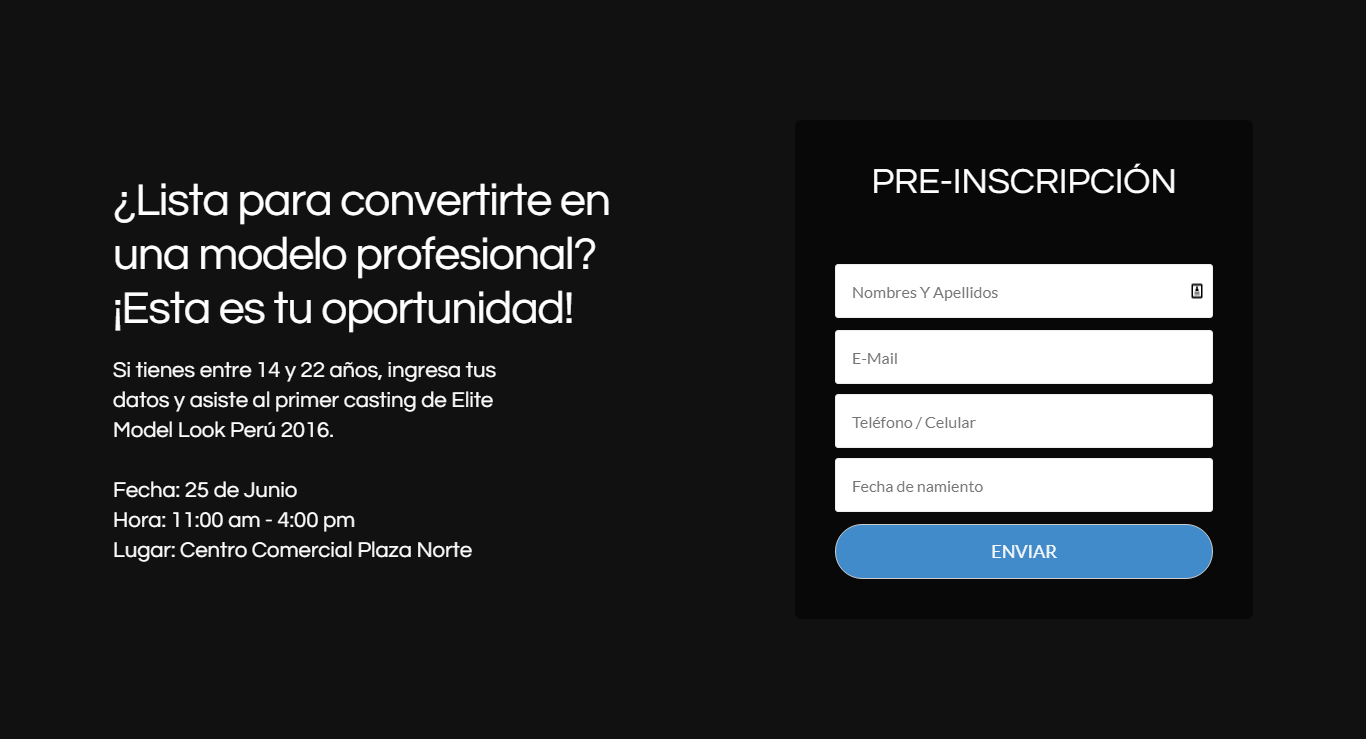 ¿Lista para convertirte en
una modelo profesional?
¡Esta es tu oportunidad!
Si tienes entre 14 y 22 años, ingresa tus
datos y asiste al primer casting de Elite
Model Look Perú 2016.
Fecha: 25 de Junio
Hora: 11:00 am - 4:00 pm
Lugar: Centro Comercial Plaza Norte
PRE-INSCRIPCIÓN
Nombres Y Apellidos
E-Mail
Teléfono / Celular
Fecha de namiento
ENVIAR